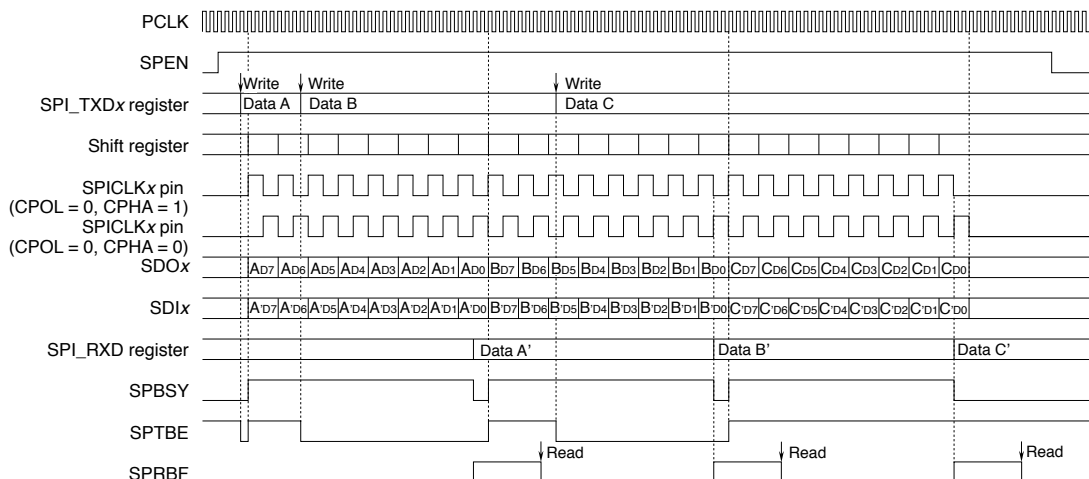 PCLK
SPEN
Write Write Write
SPI_TXDx register Data A Data B Data C
Shift register
SPICLKx pin
(CPOL = 0, CPHA = 1)
SPICLKx pin
(CPOL = 0, CPHA = 0)
SDOx AD7 AD6 AD5 AD4 AD3 AD2 AD1 AD0 BD7 BD6 BD5 BD4 BD3 BD2 BD1 BD0 CD7 CD6 CD5 CD4 CD3 CD2 CD1 CD0
SDIx A'D7 A'D6 A'D5 A'D4 A'D3 A'D2 A'D1 A'D0 B'D7 B'D6 B'D5 B'D4 B'D3 B'D2 B'D1 B'D0 C'D7 C'D6 C'D5 C'D4 C'D3 C'D2 C'D1 C'D0
SPI_RXD register Data A’ Data B’ Data C’
SPBSY
SPTBE
Read Read Read
SPRBF